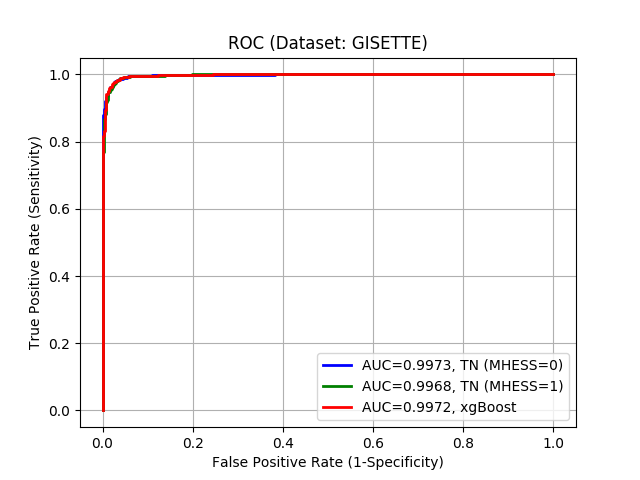 ROC (Dataset: GISETTE)
1.0
0.8
0.6
0.4
0.2
0.0
True Positive Rate (Sensitivity)
AUC=0.9973, TN (MHESS=0)
AUC=0.9968, TN (MHESS=1)
AUC=0.9972, xgBoost
0.0 0.2 0.4 0.6 0.8 1.0
False Positive Rate (1-Specificity)